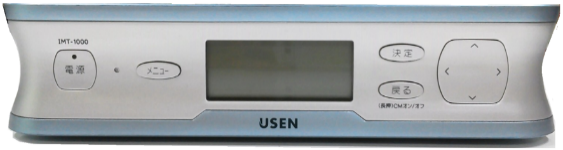 IMT-1000
電源
メニュー
決定
戻る
(長押)CMオン/オフ
USEN